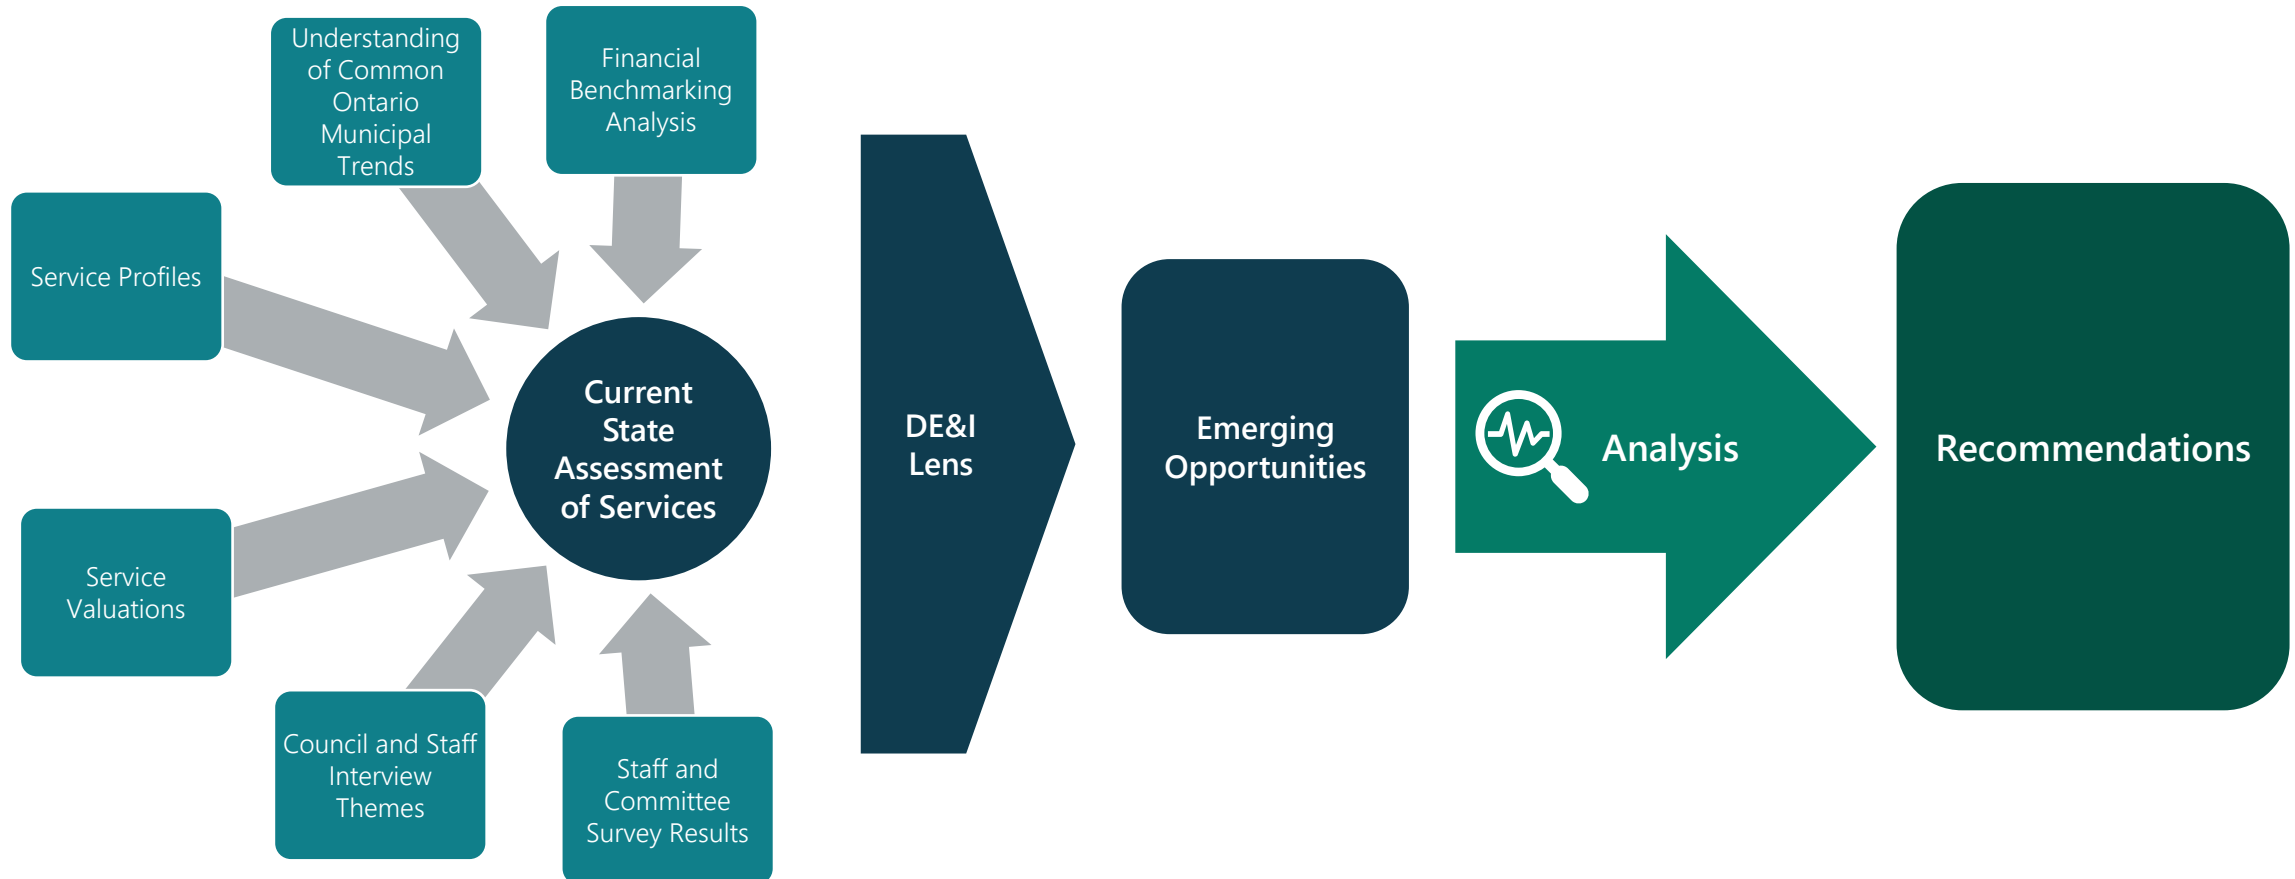 Understanding
of Common
Ontario
Municipal
Trends
Financial
Benchmarking
Analysis
Service Profiles
Service
Valuations
Council and Staff
Interview
Themes
Staff and
Committee
Survey Results
Current
State
Assessment
of Services
DE&I
Lens
Emerging
Opportunities
Analysis
Recommendations